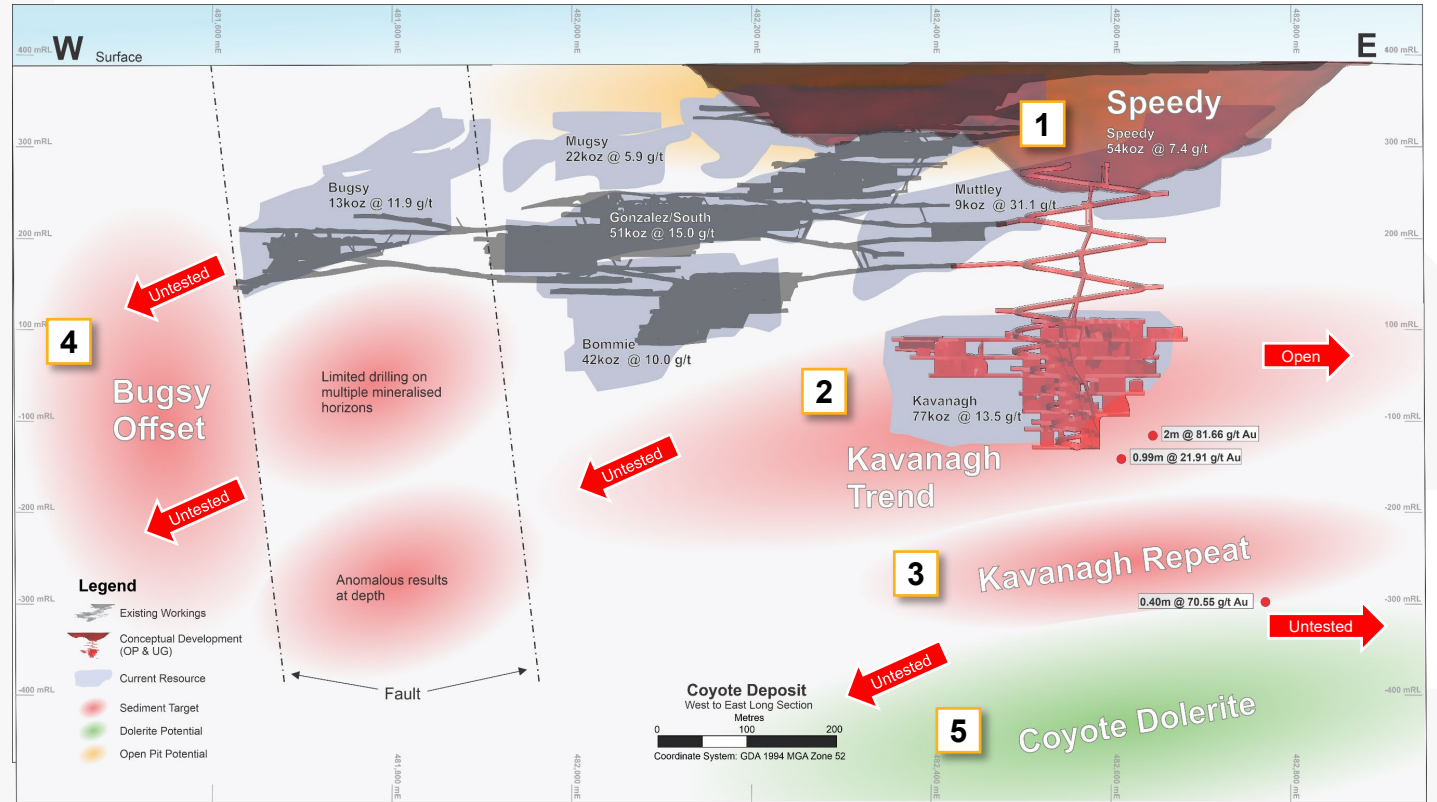 481,600 mE
481,800 mE
482,000 mE
482,200 mE
482,400 mE
482,600 mE
482,800 mE
400 mRL
W
Surface
E
400 mRL
Speedy
1
Speedy
54koz @ 7.4 g/t
300 mRL
300 mRL
Mugsy
22koz @ 5.9 g/t
Bugsy
13koz @ 11.9 g/t
Muttley
9koz @ 31.1 g/t
Gonzalez/South
51koz @ 15.0 g/t
200 mRL
200 mRL
Untested
100 mRL
100 mRL
4
Bommie
42koz @ 10.0 g/t
Open
Bugsy
Offset
Limited drilling on
multiple mineralised
horizons
2
Kavanagh
77koz @ 13.5 g/t
-100 mRL
-100 mRL
2m @ 81.66 g/t Au
0.99m @ 21.91 g/t Au
Kavanagh
Trend
Untested
Untested
-200 mRL
-200 mRL
3
Kavanagh Repeat
Anomalous results
at depth
0.40m @ 70.55 g/t Au
-300 mRL
-300 mRL
Untested
Legend
Existing Workings
Conceptual Development
(OP & UG)
Current Resource
Sediment Target
Dolerite Potential
Open Pit Potential
Fault
Untested
-400 mRL
-400 mRL
Coyote Deposit
West to East Long Section
Metres
0 100 200
Coordinate System: GDA 1994 MGA Zone 52
5
Coyote Dolerite
481,800 mE
482,000 mE
482,400 mE
482,600 mE
482,800 mE